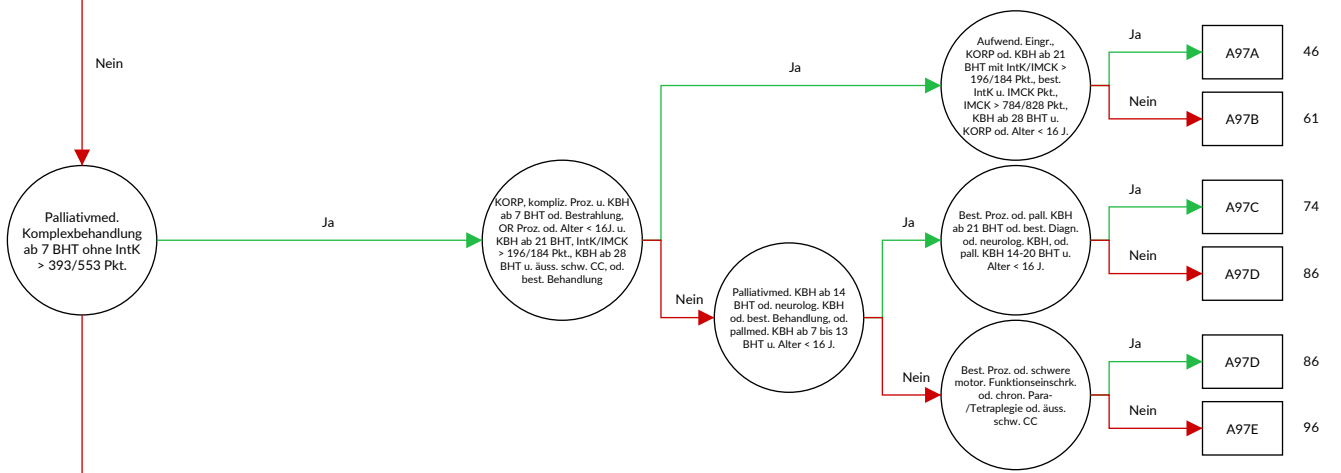 Nein
Palliativmed.
Komplexbehandlung
ab 7 BHT ohne IntK
> 393/553 Pkt.
Ja
KORP, kompliz. Proz. u. KBH
ab 7 BHT od. Bestrahlung,
OR Proz. od. Alter < 16J. u.
KBH ab 21 BHT, IntK/IMCK
> 196/184 Pkt., KBH ab 28
BHT u. äuss. schw. CC, od.
best. Behandlung
Ja
Aufwend. Eingr.,
KORP od. KBH ab 21
BHT mit IntK/IMCK >
196/184 Pkt., best.
IntK u. IMCK Pkt.,
IMCK > 784/828 Pkt.,
KBH ab 28 BHT u.
KORP od. Alter < 16 J.
Ja
A97A
46
Nein
A97B
61
Nein
Palliativmed. KBH ab 14
BHT od. neurolog. KBH
od. best. Behandlung, od.
pallmed. KBH ab 7 bis 13
BHT u. Alter < 16 J.
Ja
Best. Proz. od. pall. KBH
ab 21 BHT od. best. Diagn.
od. neurolog. KBH, od.
pall. KBH 14-20 BHT u.
Alter < 16 J.
Ja
A97C
74
Nein
A97D
86
Nein
Best. Proz. od. schwere
motor. Funktionseinschrk.
od. chron. Para-
/Tetraplegie od. äuss.
schw. CC
Ja
A97D
86
Nein
A97E
96